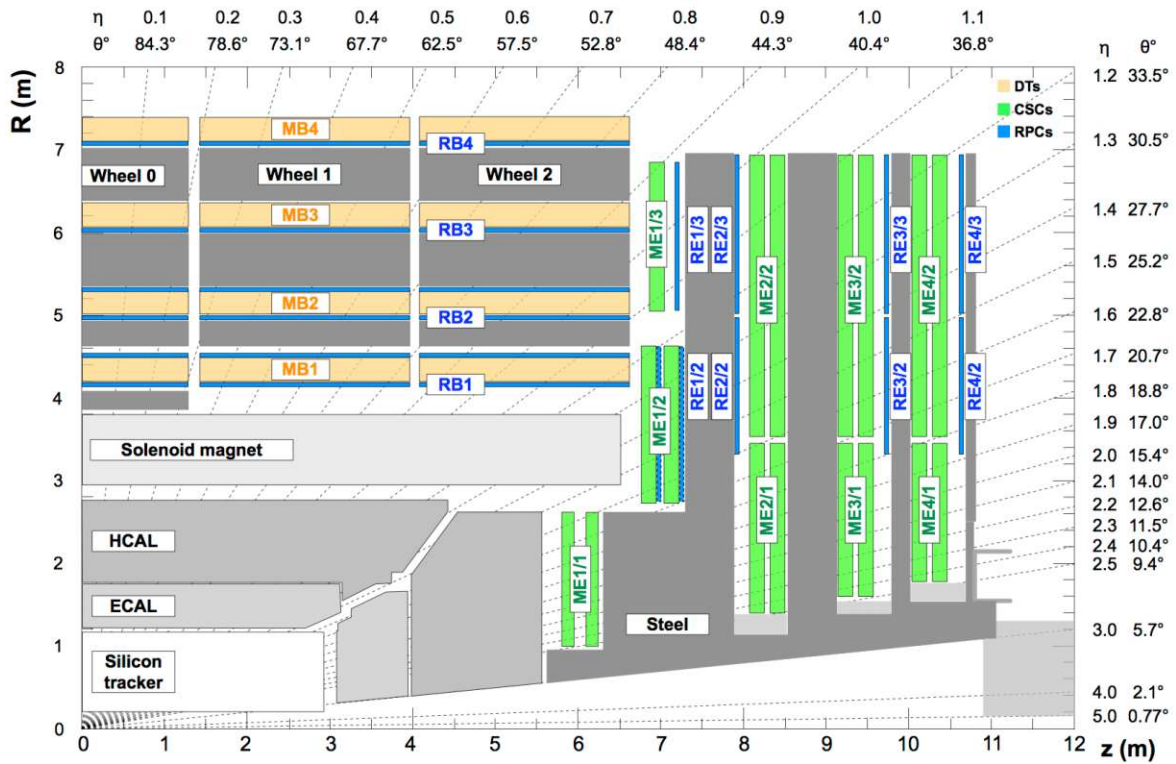 η 0.1 0.2 0.3 0.4 0.5 0.6 0.7 0.8 0.9 1.0 1.1
θ° 84.3° 78.6° 73.1° 67.7° 62.5° 57.5° 52.8° 48.4° 44.3° 40.4° 36.8° η θ°
R (m)
8
7
6
5
4
3
2
1
0
1.2 33.5°
1.3 30.5°
1.4 27.7°
1.5 25.2°
1.6 22.8°
1.7 20.7°
1.8 18.8°
1.9 17.0°
2.0 15.4°
2.1 14.0°
2.2 12.6°
2.3 11.5°
2.4 10.4°
2.5 9.4°
3.0 5.7°
4.0 2.1°
5.0 0.77°
DTs
CSCs
RPCs
MB4
RB4
Wheel 0
Wheel 1
Wheel 2
MB3
RB3
MB2
RB2
MB1
RB1
Solenoid magnet
HCAL
ECAL
Silicon
tracker
Steel
ME1/3
RE1/3
RE2/3
ME2/2
ME3/2
RE3/3
ME4/2
RE4/3
ME1/2
RE1/2
RE2/2
RE3/2
RE4/2
ME1/1
ME2/1
ME3/1
ME4/1
0 1 2 3 4 5 6 7 8 9 10 11 12
z (m)